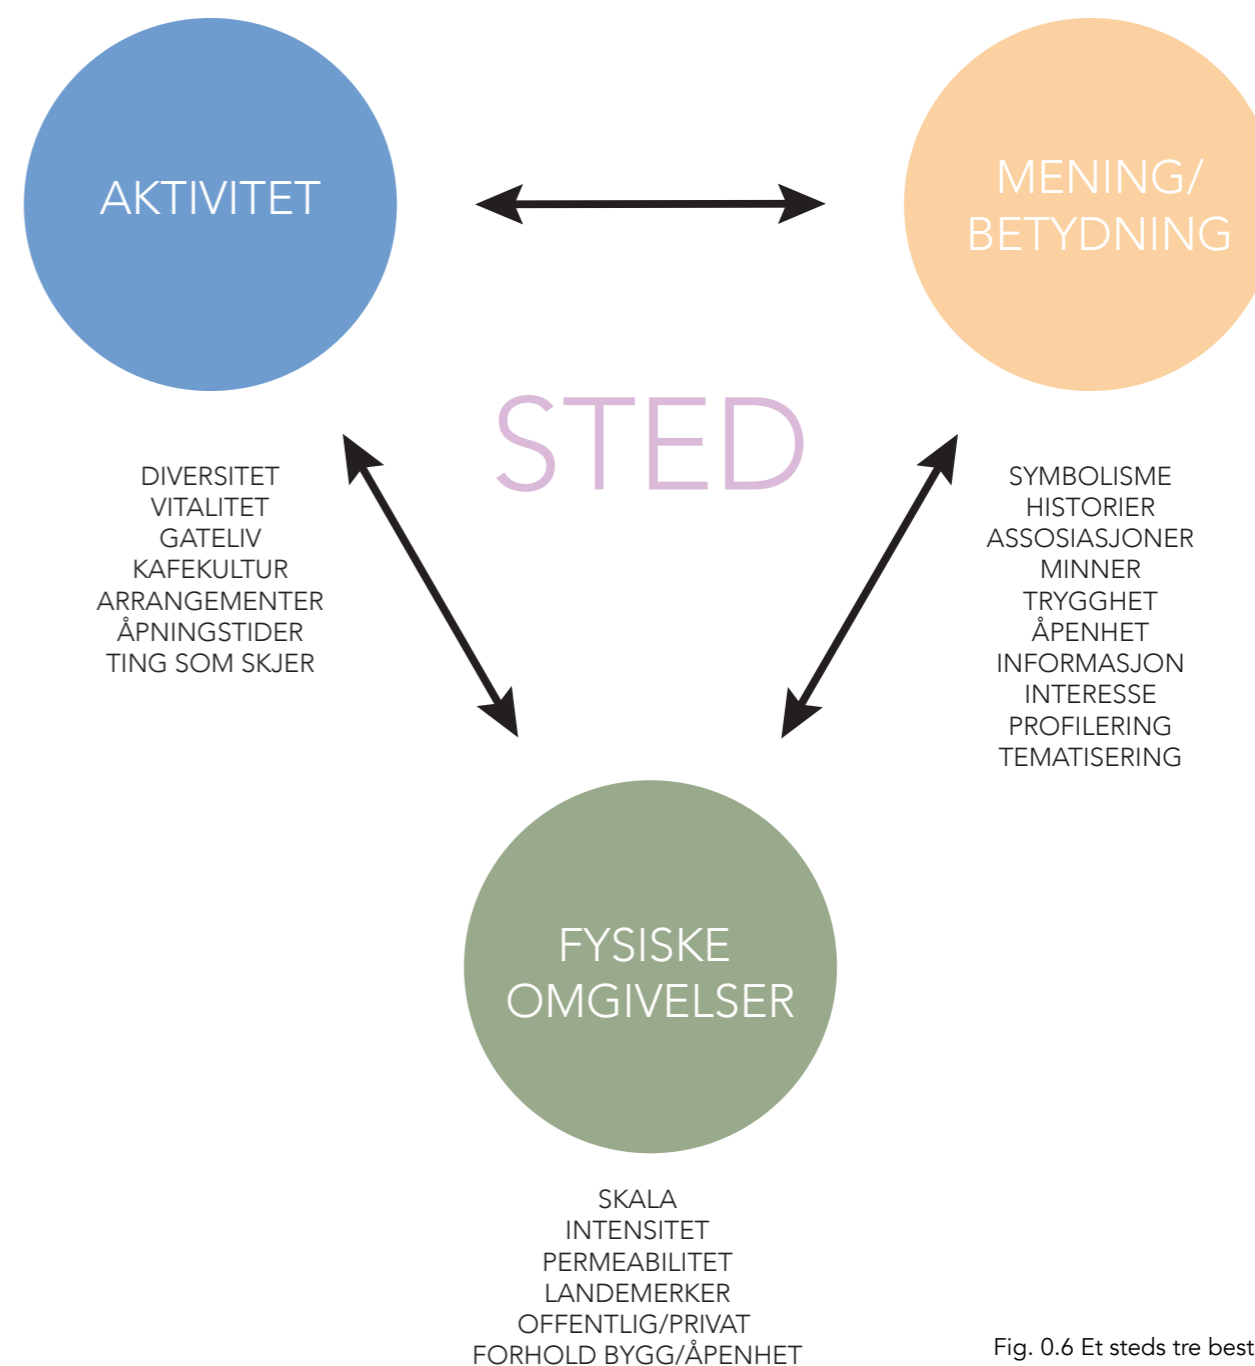 AKTIVITET
MENING/
BETYDNING
STED
DIVERSITET
VITALITET
GATELIV
KAFEKULTUR
ARRANGEMENTER
ÅPNINGSTIDER
TING SOM SKJER
SYMBOLISME
HISTORIER
ASSOSIASJONER
MINNER
TRYGGHET
ÅPENHET
INFORMASJON
INTERESSE
PROFILERING
TEMATISERING
FYSISKE
OMGIVELSER
SKALA
INTENSITET
PERMEABILITET
LANDEMERKER
OFFENTLIG/PRIVAT
FORHOLD BYGG/ÅPENHET
Fig. 0.6 Et steds tre best